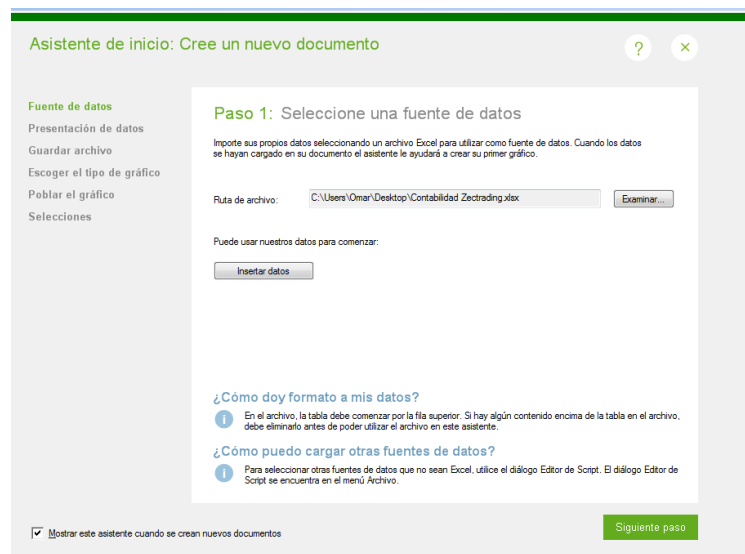 Asistente de inicio: Cree un nuevo documento
?
×
Fuente de datos
Presentación de datos
Guardar archivo
Escoger el tipo de gráfico
Poblar el gráfico
Selecciones
Paso 1: Seleccione una fuente de datos
Importe sus propios datos seleccionando un archivo Excel para utilizar como fuente de datos. Cuando los datos
se hayan cargado en su documento el asistente le ayudará a crear su primer gráfico.
Ruta de archivo: C:\Users\Omar\Desktop\Contabilidad Zectrading.xlsx Examinar...
Puede usar nuestros datos para comenzar:
Insertar datos
¿Cómo doy formato a mis datos?
i
En el archivo, la tabla debe comenzar por la fila superior. Si hay algún contenido encima de la tabla en el archivo,
debe eliminarlo antes de poder utilizar el archivo en este asistente.
¿Cómo puedo cargar otras fuentes de datos?
i
Para seleccionar otras fuentes de datos que no sean Excel, utilice el diálogo Editor de Script. El diálogo Editor de
Script se encuentra en el menú Archivo.
Mostrar este asistente cuando se crean nuevos documentos
Siguiente paso